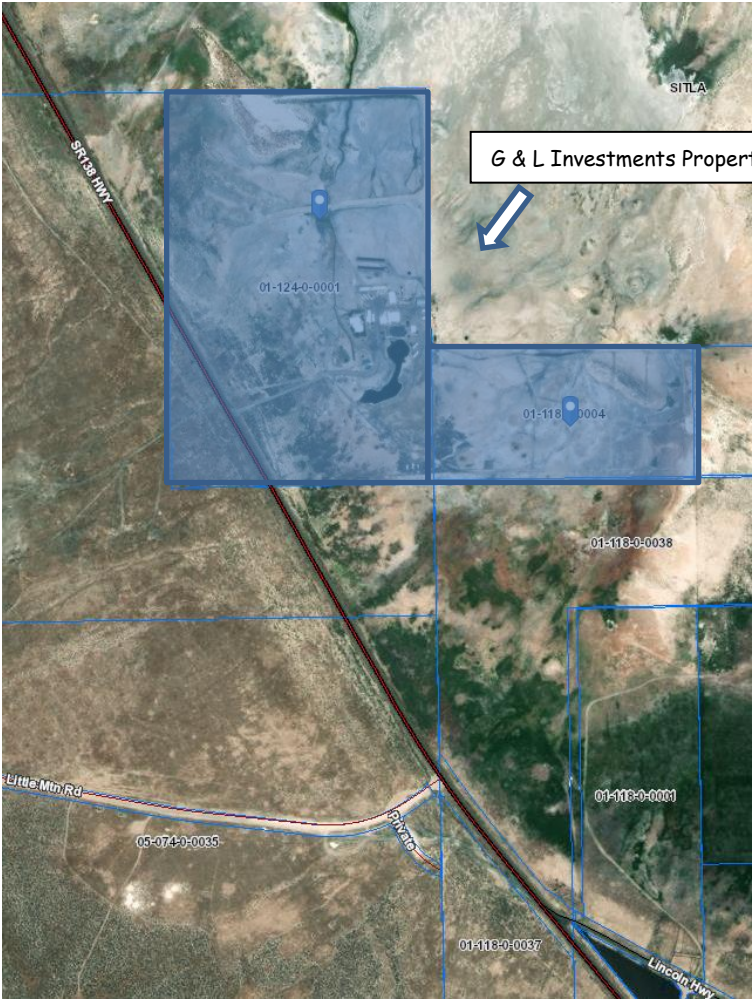 SITLA
SR138 HWY
G & L Investments Propert
01-124-0-0001
01-118 0004
01-118-0-0038
Little Mtn Rd
01-118-0-0001
Private
05-074-0-0035
01-118-0-0037
Lincoln Hwy